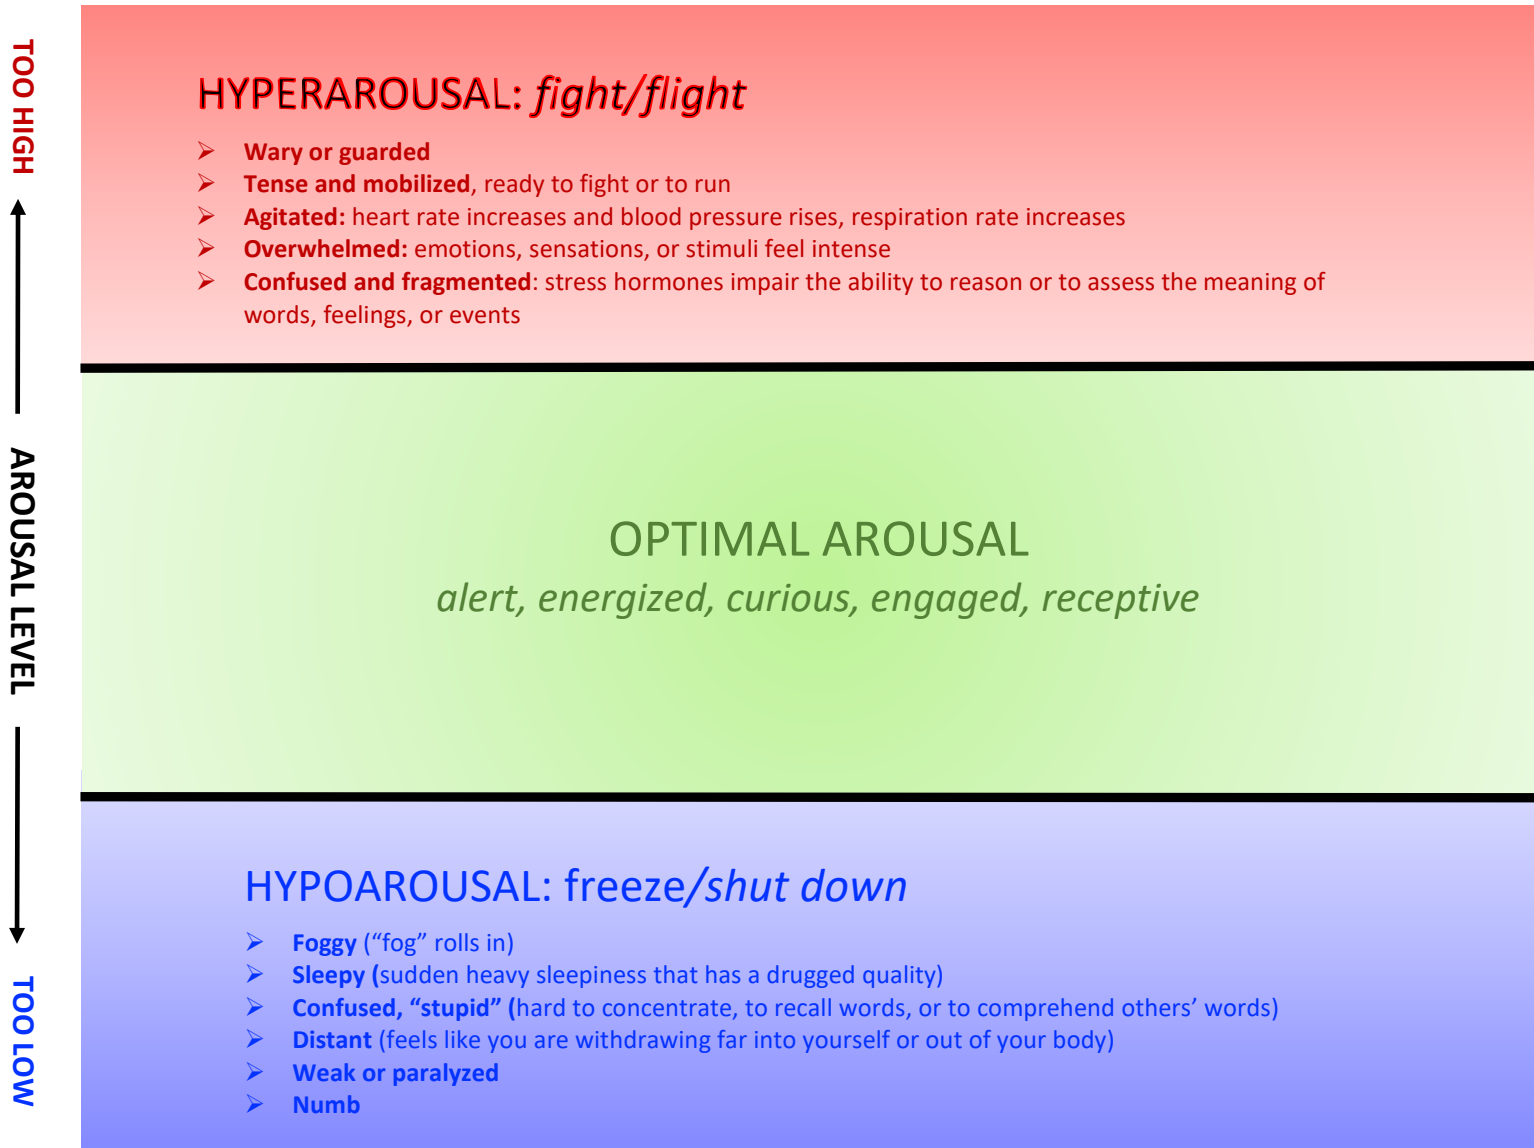 TOO HIGH
AROUSAL LEVEL
TOO LOW
HYPERAROUSAL: fight/flight
➢ Wary or guarded
➢ Tense and mobilized, ready to fight or to run
➢ Agitated: heart rate increases and blood pressure rises, respiration rate increases
➢ Overwhelmed: emotions, sensations, or stimuli feel intense
➢ Confused and fragmented: stress hormones impair the ability to reason or to assess the meaning of
words, feelings, or events
OPTIMAL AROUSAL
alert, energized, curious, engaged, receptive
HYPOAROUSAL: freeze/shut down
➢ Foggy (“fog” rolls in)
➢ Sleepy (sudden heavy sleepiness that has a drugged quality)
➢ Confused, “stupid” (hard to concentrate, to recall words, or to comprehend others’ words)
➢ Distant (feels like you are withdrawing far into yourself or out of your body)
➢ Weak or paralyzed
➢ Numb